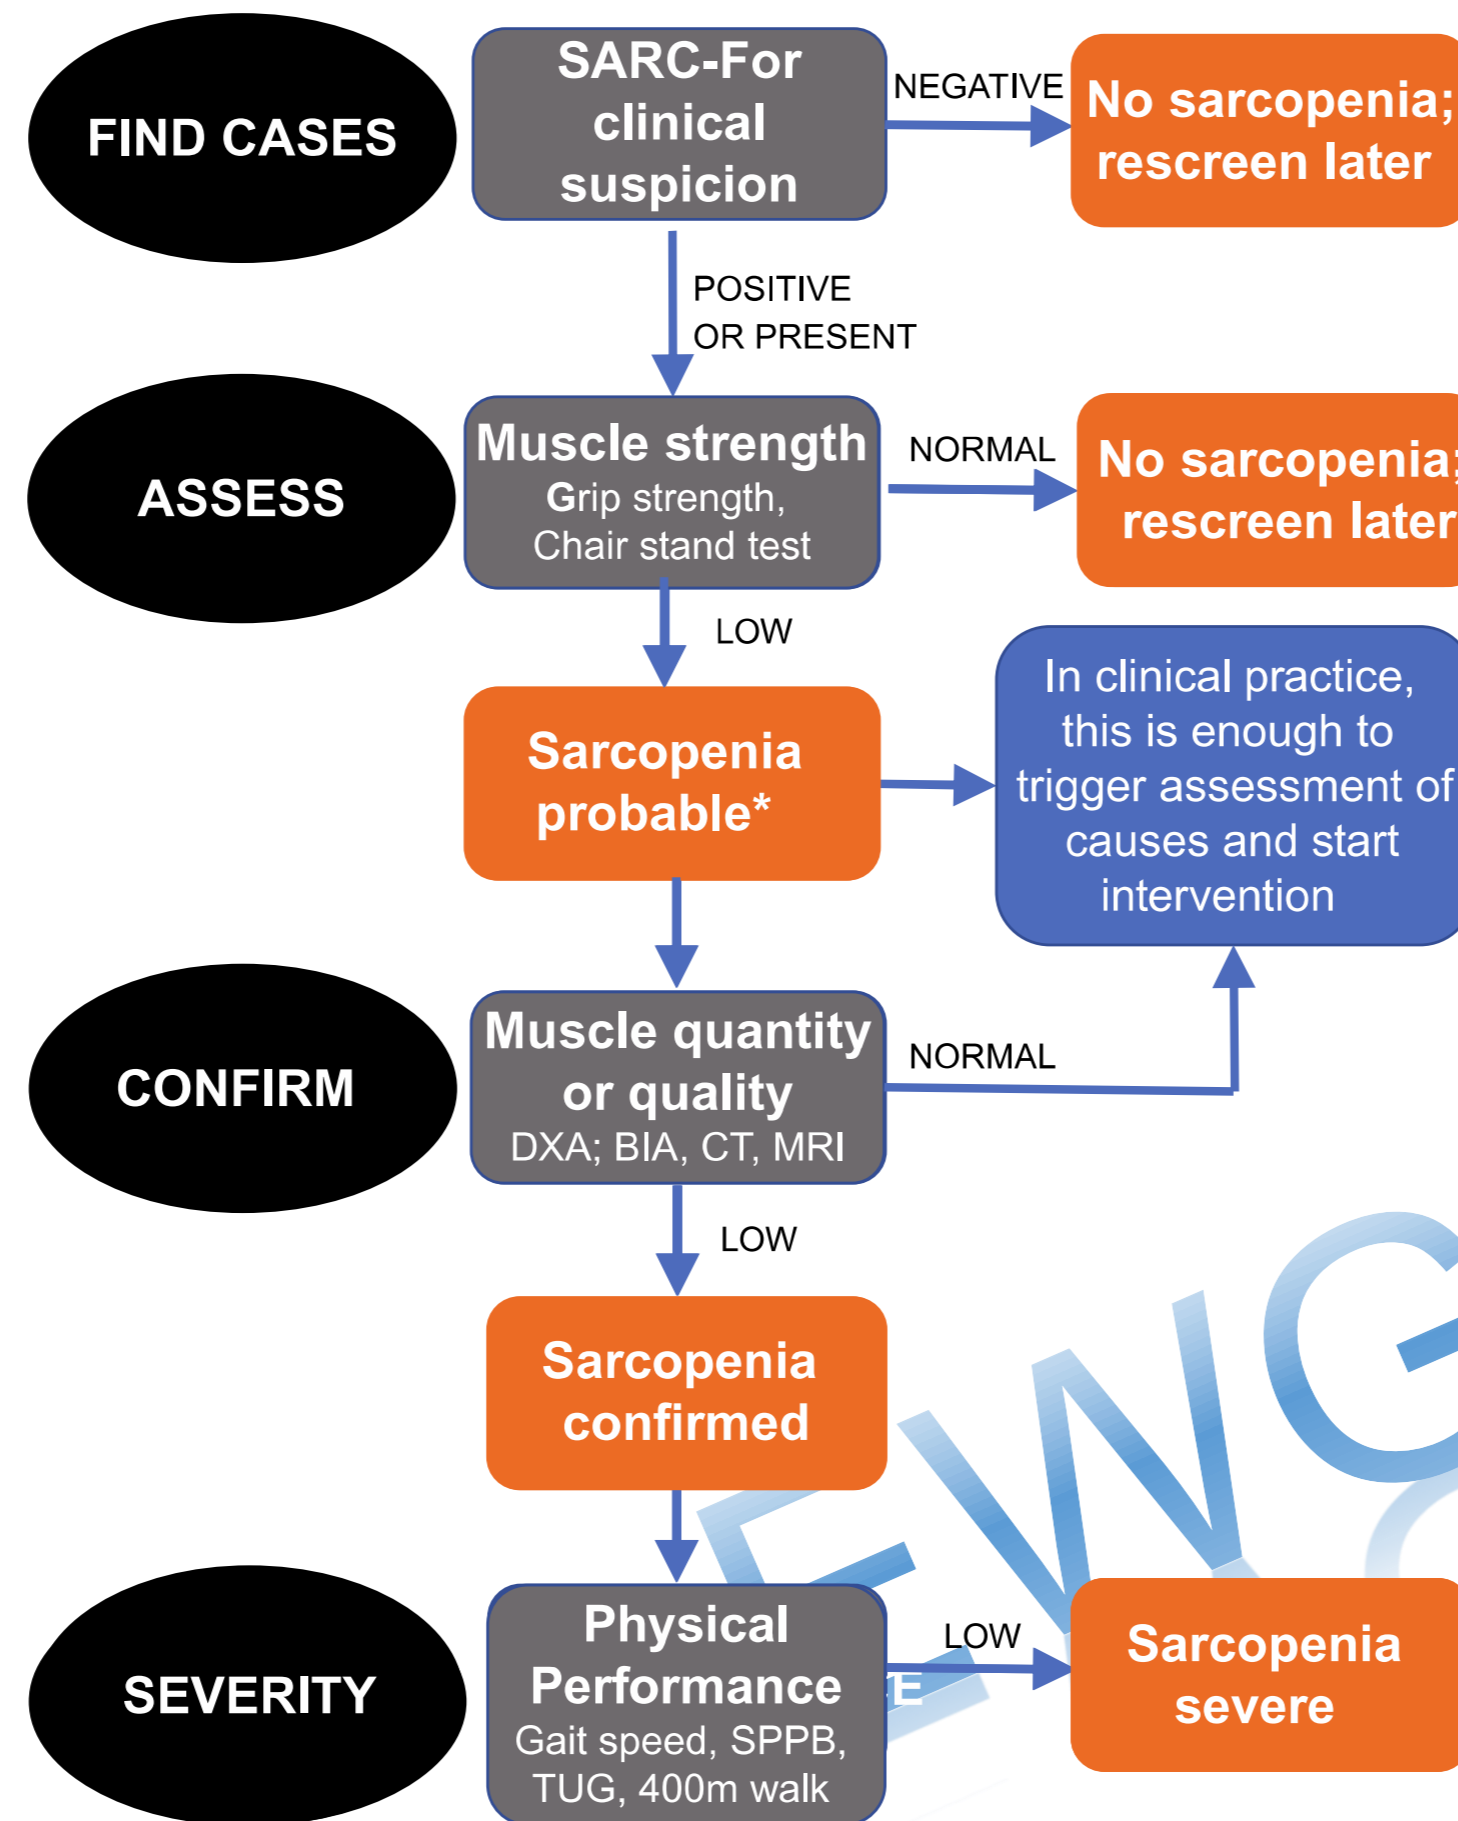 FIND CASES
SARC-For
clinical
suspicion
NEGATIVE
No sarcopenia;
rescreen later
POSITIVE
OR PRESENT
ASSESS
Muscle strength
Grip strength,
Chair stand test
NORMAL
No sarcopenia;
rescreen later
LOW
Sarcopenia
probable*
In clinical practice,
this is enough to
trigger assessment of
causes and start
intervention
CONFIRM
Muscle quantity
or quality
DXA; BIA, CT, MRI
NORMAL
LOW
Sarcopenia
confirmed
EWG
SEVERITY
Physical
Performance
Gait speed, SPPB,
TUG, 400m walk
E
LOW
Sarcopenia
severe